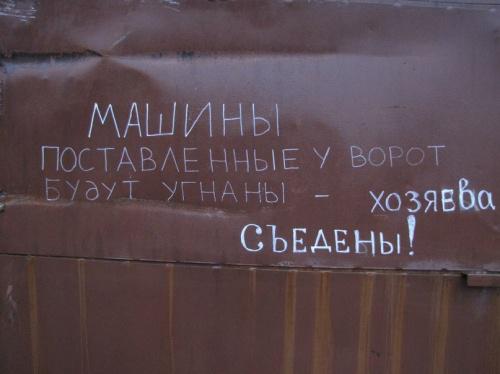 МАШИНЫ
ПОСТАВЛЕННЫЕ У ВОРОТ
БУДУТ УГНАНЫ - ХОЗЯЕВА
СЪЕДЕНЫ!